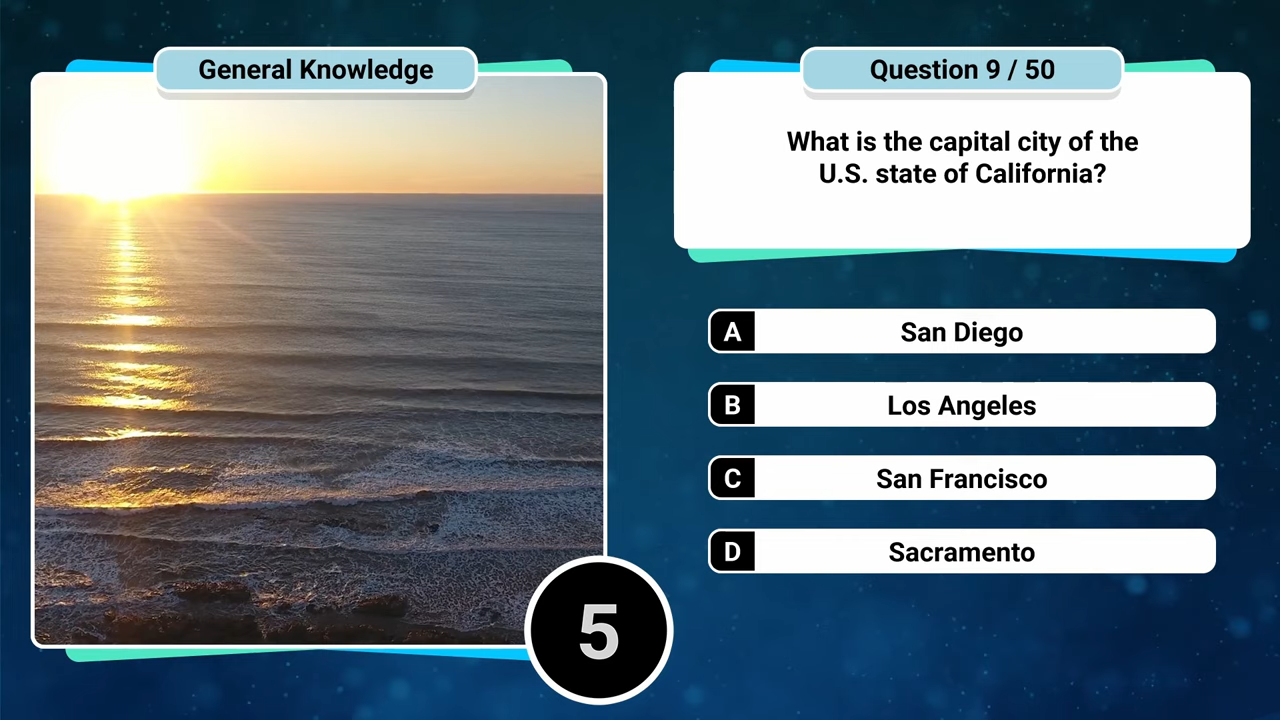 General Knowledge
Question 9 / 50
What is the capital city of the
U.S. state of California?
A San Diego
B Los Angeles
C San Francisco
D Sacramento
5